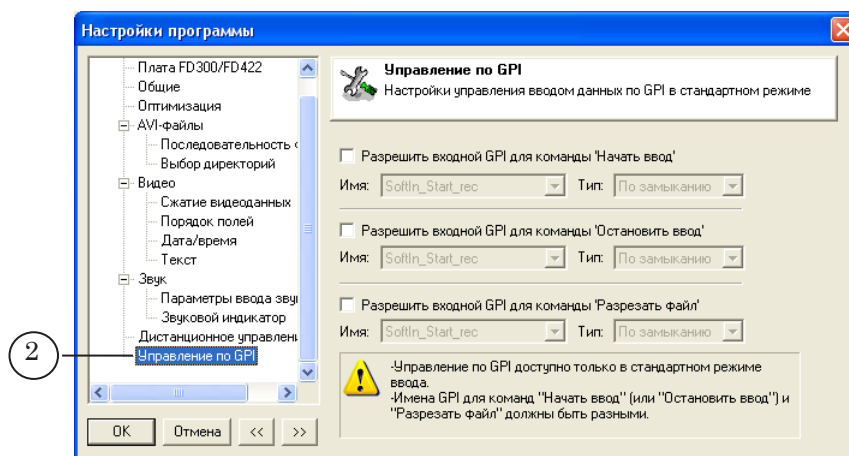 Настройки программы
Плата FD300/FD422
Общие
Оптимизация
AVI-файлы
Последовательность
Выбор директорий
Видео
Сжатие видеоданных
Порядок полей
Дата/время
Текст
Звук
Параметры ввода
Звуковой индикатор
Дистанционное
Управление по GPI
2
OK
Отмена
<<
>>
Управление по GPI
Настройки управления вводом данных по GPI в стандартном режиме
Разрешить входной GPI для команды 'Начать ввод'
Имя: SoftIn_Start_rec Тип: По замыканию
Разрешить входной GPI для команды 'Остановить ввод'
Имя: SoftIn_Start_rec Тип: По замыканию
Разрешить входной GPI для команды 'Разрезать файл'
Имя: SoftIn_Start_rec Тип: По замыканию
-Управление по GPI доступно только в стандартном режиме
ввода.
-Имена GPI для команд "Начать ввод" (или "Остановить ввод") и
"Разрезать файл" должны быть разными.